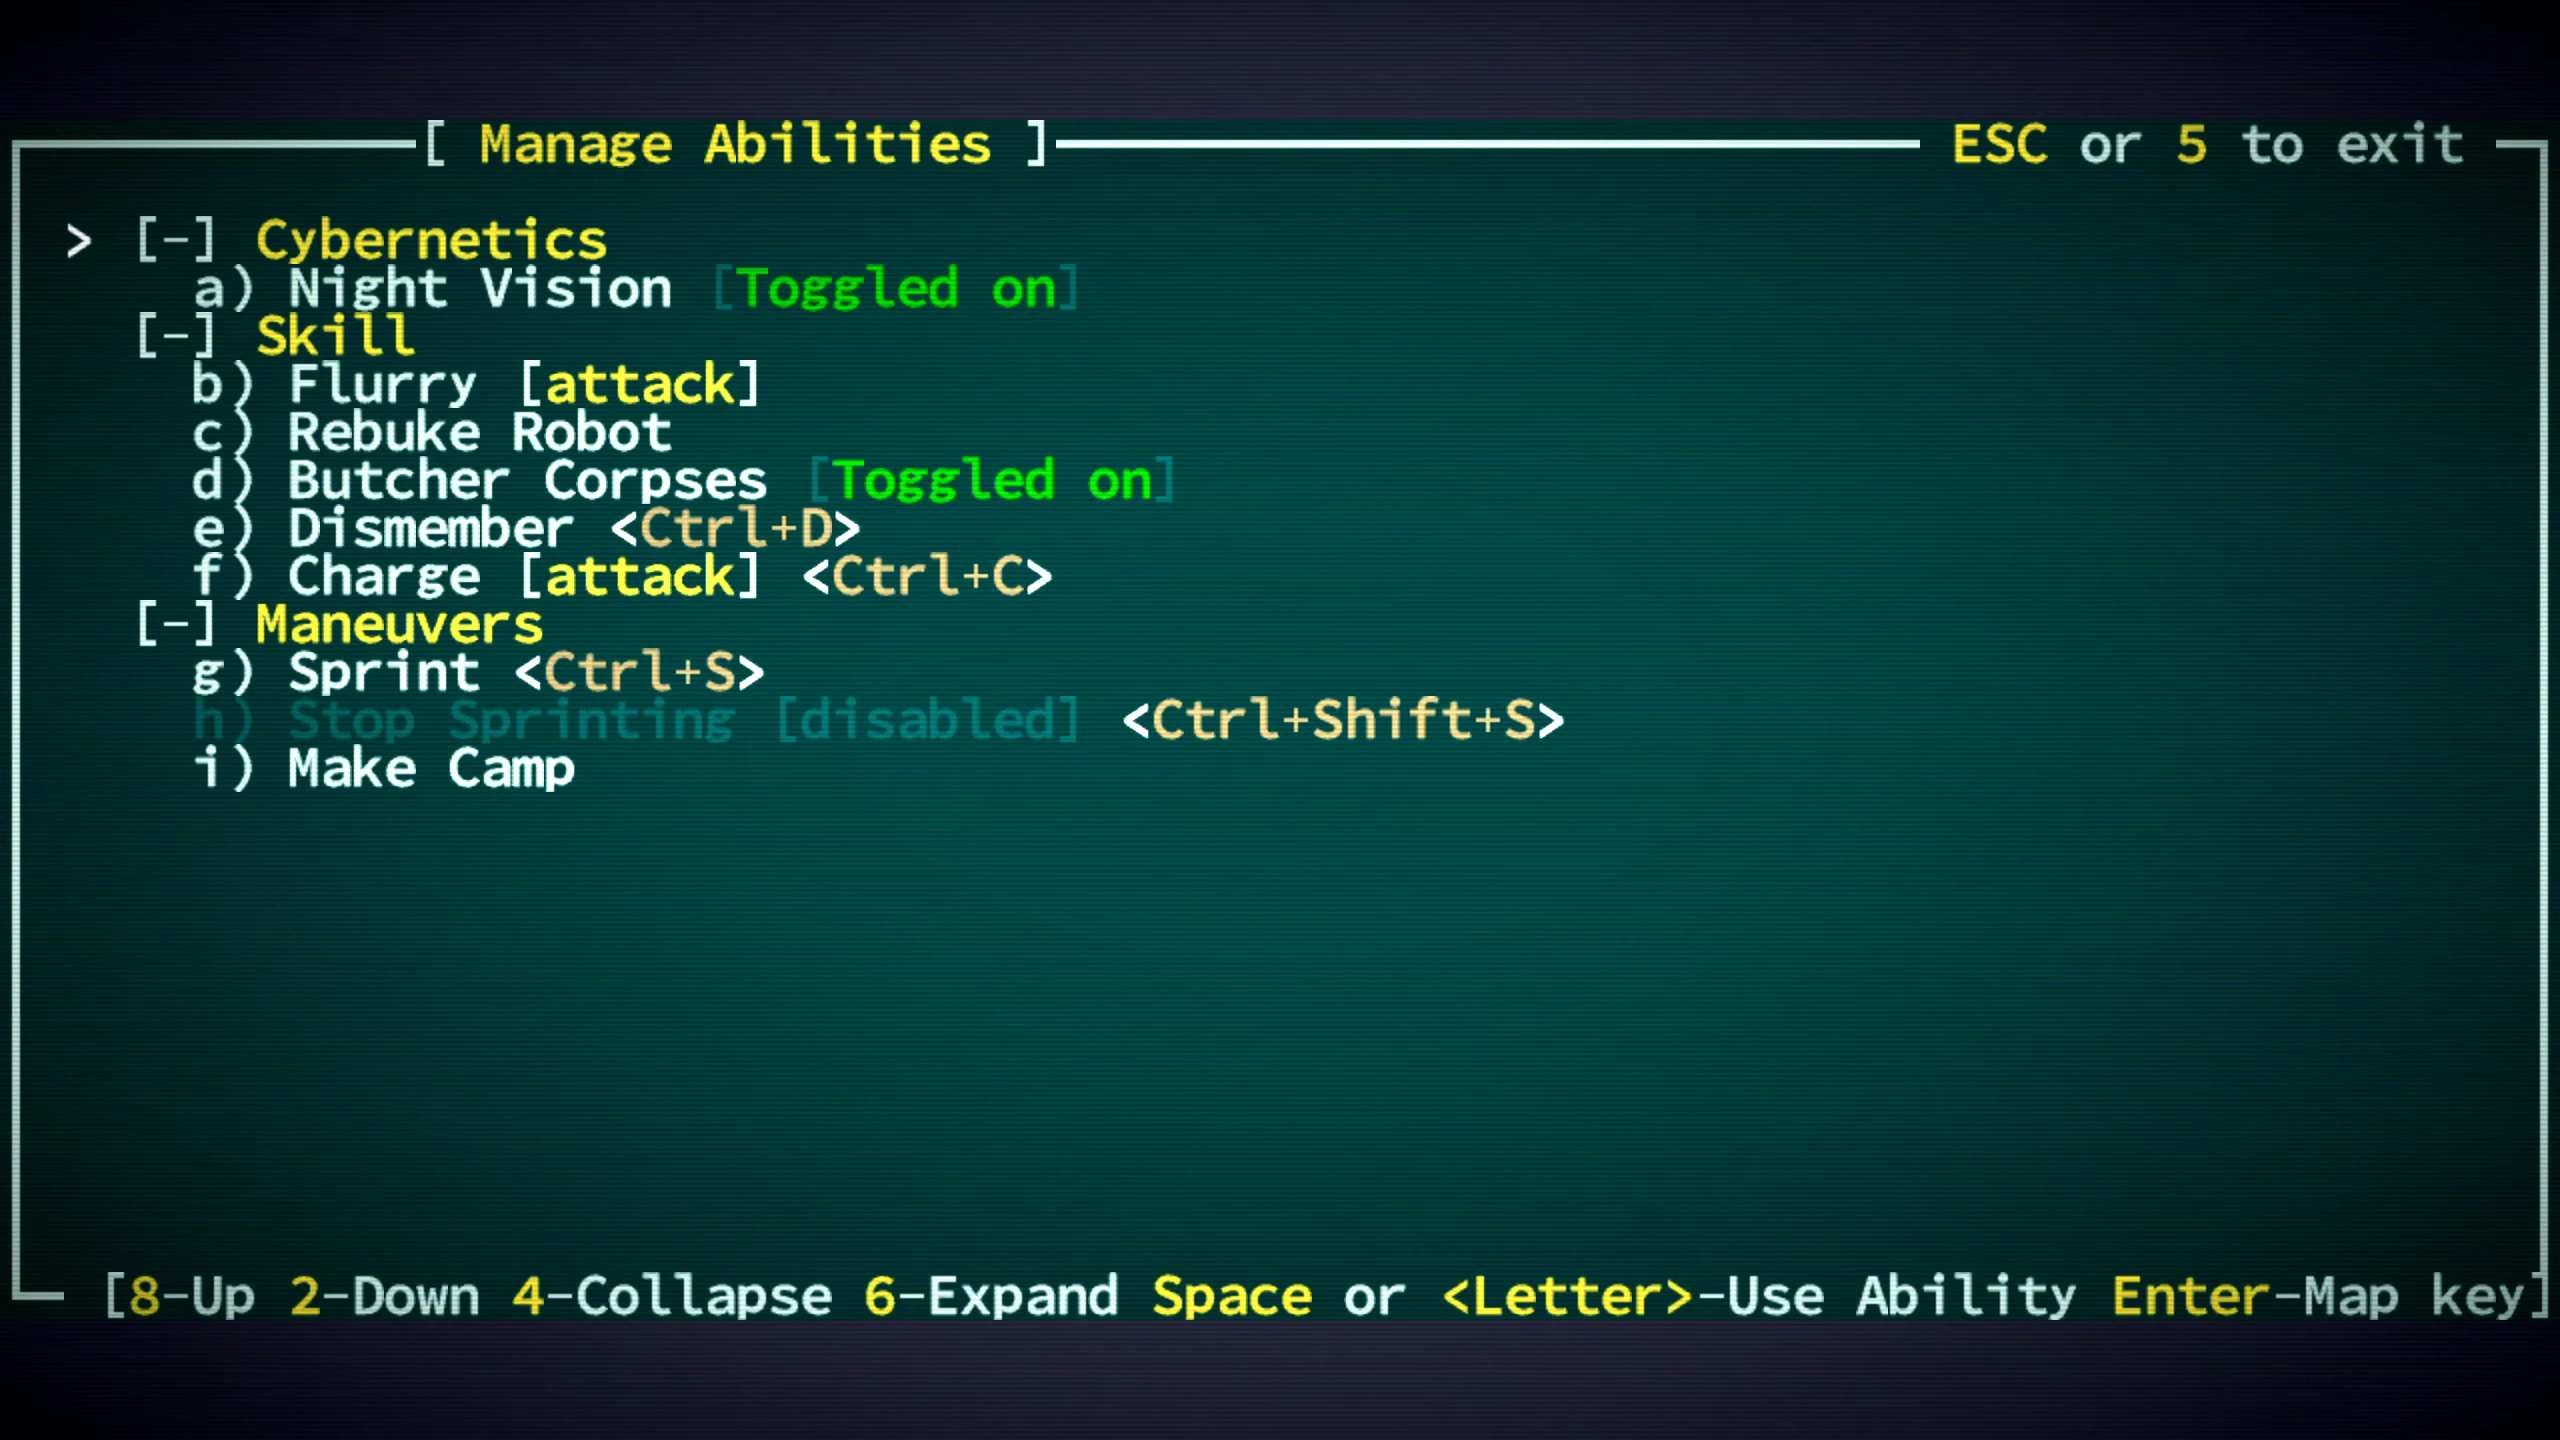 [ Manage Abilities ] ESC or 5 to exit
> [-] Cybernetics
a) Night Vision [Toggled on]
[-] Skill
b) Flurry [attack]
c) Rebuke Robot
d) Butcher Corpses [Toggled on]
e) Dismember <Ctrl+D>
f) Charge [attack] <Ctrl+C>
[-] Maneuvers
g) Sprint <Ctrl+S>
h) Stop Sprinting [disabled] <Ctrl+Shift+S>
i) Make Camp
[8-Up 2-Down 4-Collapse 6-Expand Space or <Letter>-Use Ability Enter-Map key]